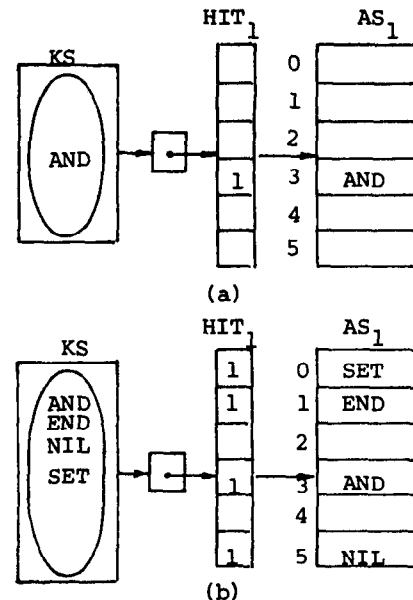 HIT1 AS1
KS
0
1
2
AND 1 3 AND
4
5
(a)
HIT1 AS1
KS
1 0 SET
AND 1 1 END
END
NIL 2
SET 1 3 AND
4
1 5 NIL
(b)